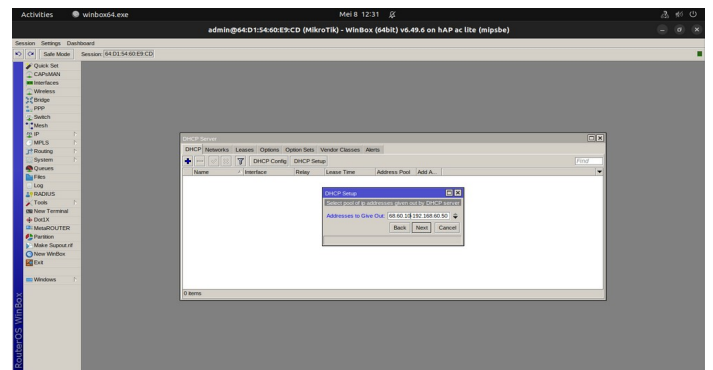 Activities winbox64.exe Mei 8 12:31
admin@64:D1:54:60:E9:CD (MikroTik) - WinBox (64bit) v6.49.6 on hAP ac lite (mipsbe)
Session Settings Dashboard
Safe Mode Session: 64:D1:54:60:E9:CD
Quick Set
CAPsMAN
Interfaces
Wireless
Bridge
PPP
Switch
Mesh
IP
MPLS
Routing
System
Queues
Files
Log
RADIUS
Tools
New Terminal
Dot1X
MetaROUTER
Partition
Make Supout.rif
New WinBox
Exit
Windows
RouterOS WinBox
DHCP Server
DHCP Networks Leases Options Option Sets Vendor Classes Alerts
DHCP Config DHCP Setup Find
Name Interface Relay Lease Time Address Pool Add A...
DHCP Setup
Select pool of ip addresses given out by DHCP server
Addresses to Give Out: 68.60.10-192.168.60.50
Back Next Cancel
0 items